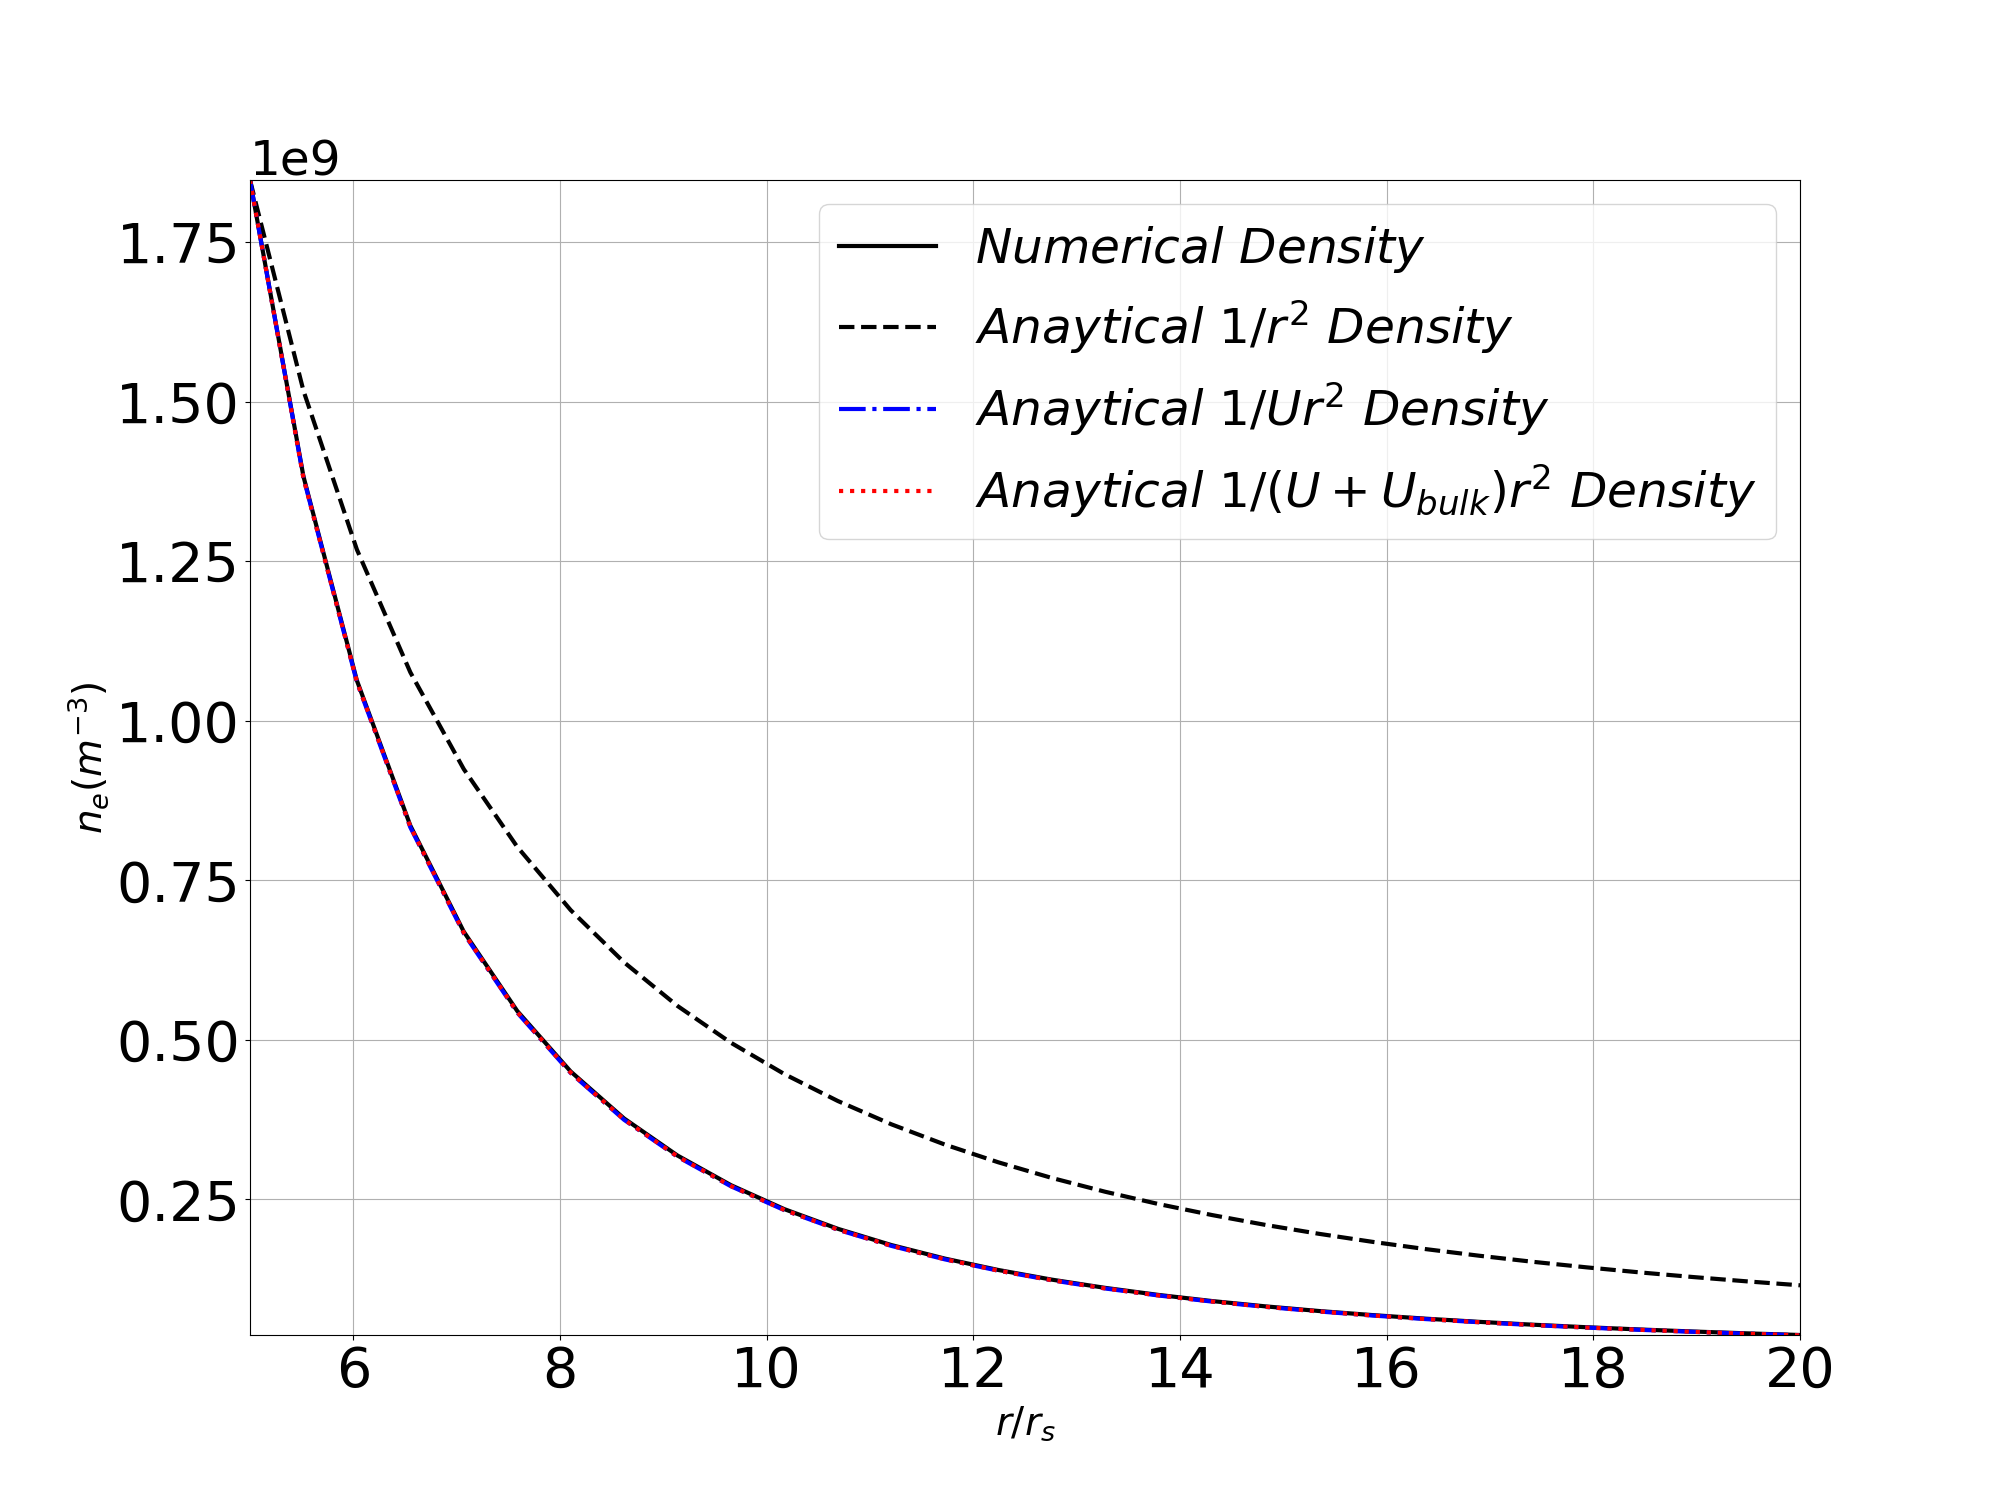 1e9
1.75
1.50
1.25
1.00
0.75
0.50
0.25
n_e(m^{-3})
Numerical Density
Anaytical 1/r² Density
Anaytical 1/Ur² Density
Anaytical 1/(U + U_{bulk})r² Density
6 8 10 12 14 16 18 20
r/r_s